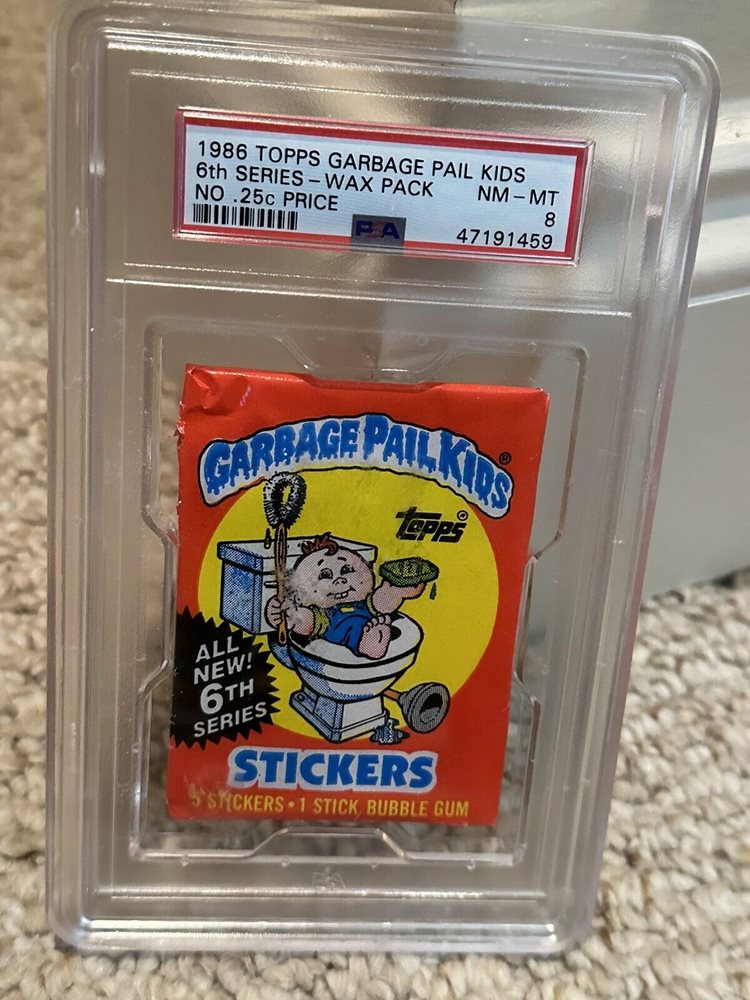 1986 TOPPS GARBAGE PAIL KIDS
6th SERIES – WAX PACK NM – MT
NO .25c PRICE 8
PSA 47191459
GARBAGE PAIL KIDS®
TOPPS®
ALL
NEW!
6TH
SERIES
STICKERS
5 STICKERS • 1 STICK BUBBLE GUM